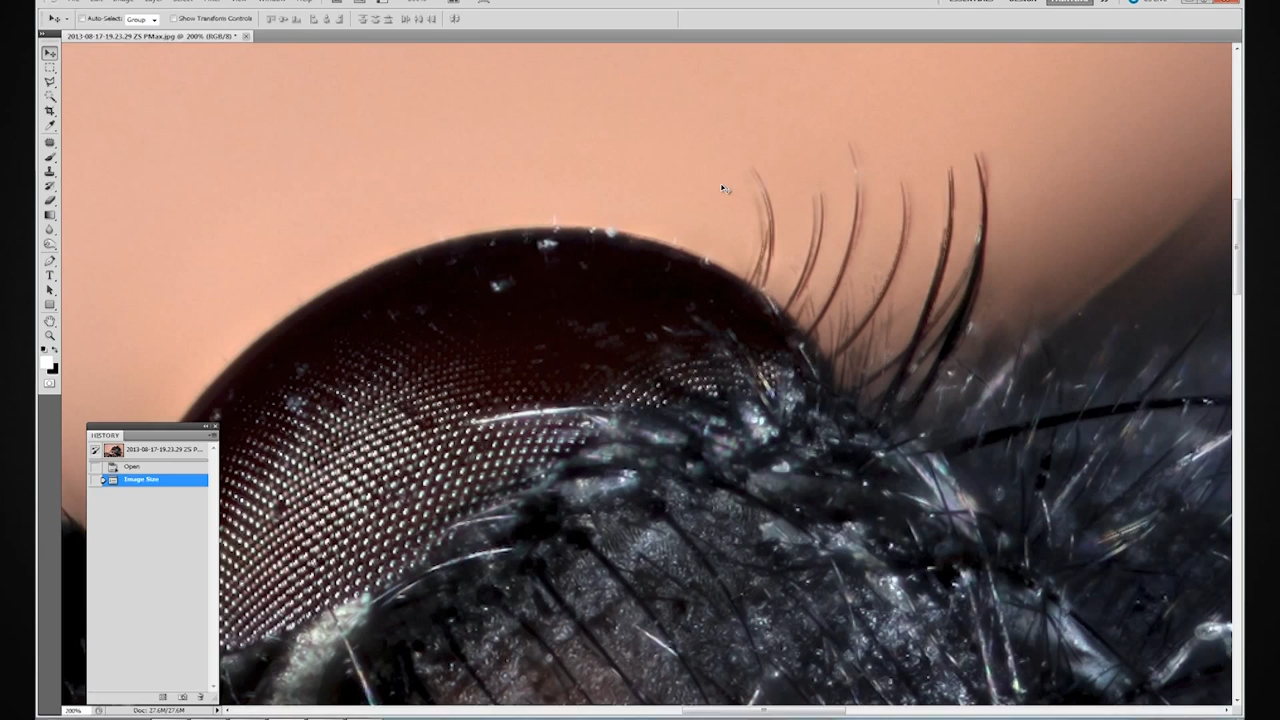 Auto-Select:
Group
Show Transform Controls
2013-08-17-19.23.29 ZS PMax.jpg @ 200% (RGB/8) *
HISTORY
2013-08-17-19.23.29 ZS P...
Open
Image Size
200%
Doc: 27.6M/27.6M